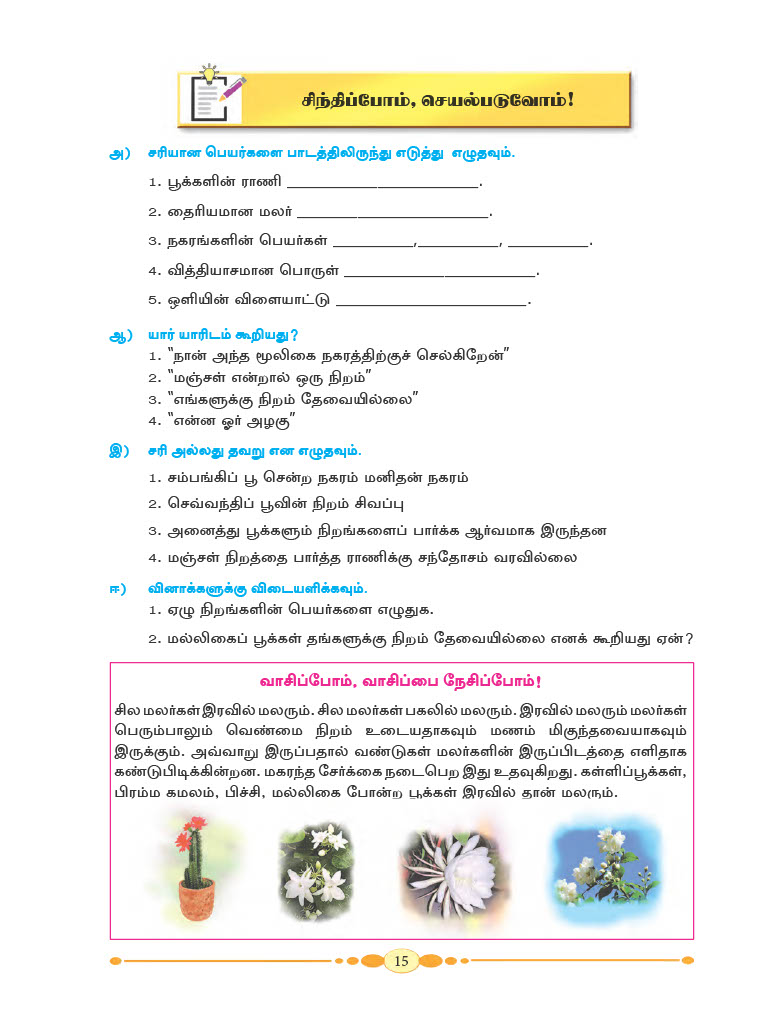 சிந்திப்போம், செயல்படுவோம்!
அ) சரியான பெயர்களை பாடத்திலிருந்து எடுத்து எழுதவும்.
1. பூக்களின் ராணி ___________________.
2. தைரியமான மலர் ___________________.
3. நகரங்களின் பெயர்கள் ________,________, ________.
4. வித்தியாசமான பொருள் ___________________.
5. ஒளியின் விளையாட்டு ___________________.
ஆ) யார் யாரிடம் கூறியது?
1. “நான் அந்த மூலிகை நகரத்திற்குச் செல்கிறேன்”
2. “மஞ்சள் என்றால் ஒரு நிறம்”
3. “எங்களுக்கு நிறம் தேவையில்லை”
4. “என்ன ஓர் அழகு”
இ) சரி அல்லது தவறு என எழுதவும்.
1. சம்பங்கிப் பூ சென்ற நகரம் மனிதன் நகரம்
2. செவ்வந்திப் பூவின் நிறம் சிவப்பு
3. அனைத்து பூக்களும் நிறங்களைப் பார்க்க ஆர்வமாக இருந்தன
4. மஞ்சள் நிறத்தை பார்த்த ராணிக்கு சந்தோசம் வரவில்லை
ஈ) வினாக்களுக்கு விடையளிக்கவும்.
1. ஏழு நிறங்களின் பெயர்களை எழுதுக.
2. மல்லிகைப் பூக்கள் தங்களுக்கு நிறம் தேவையில்லை எனக் கூறியது ஏன்?
வாசிப்போம், வாசிப்பை நேசிப்போம்!
சில மலர்கள் இரவில் மலரும். சில மலர்கள் பகலில் மலரும். இரவில் மலரும் மலர்கள்
பெரும்பாலும் வெண்மை நிறம் உடையதாகவும் மணம் மிகுந்தவையாகவும்
இருக்கும். அவ்வாறு இருப்பதால் வண்டுகள் மலர்களின் இருப்பிடத்தை எளிதாக
கண்டுபிடிக்கின்றன. மகரந்த சேர்க்கை நடைபெற இது உதவுகிறது. கள்ளிப்பூக்கள்,
பிரம்ம கமலம், பிச்சி, மல்லிகை போன்ற பூக்கள் இரவில் தான் மலரும்.
15